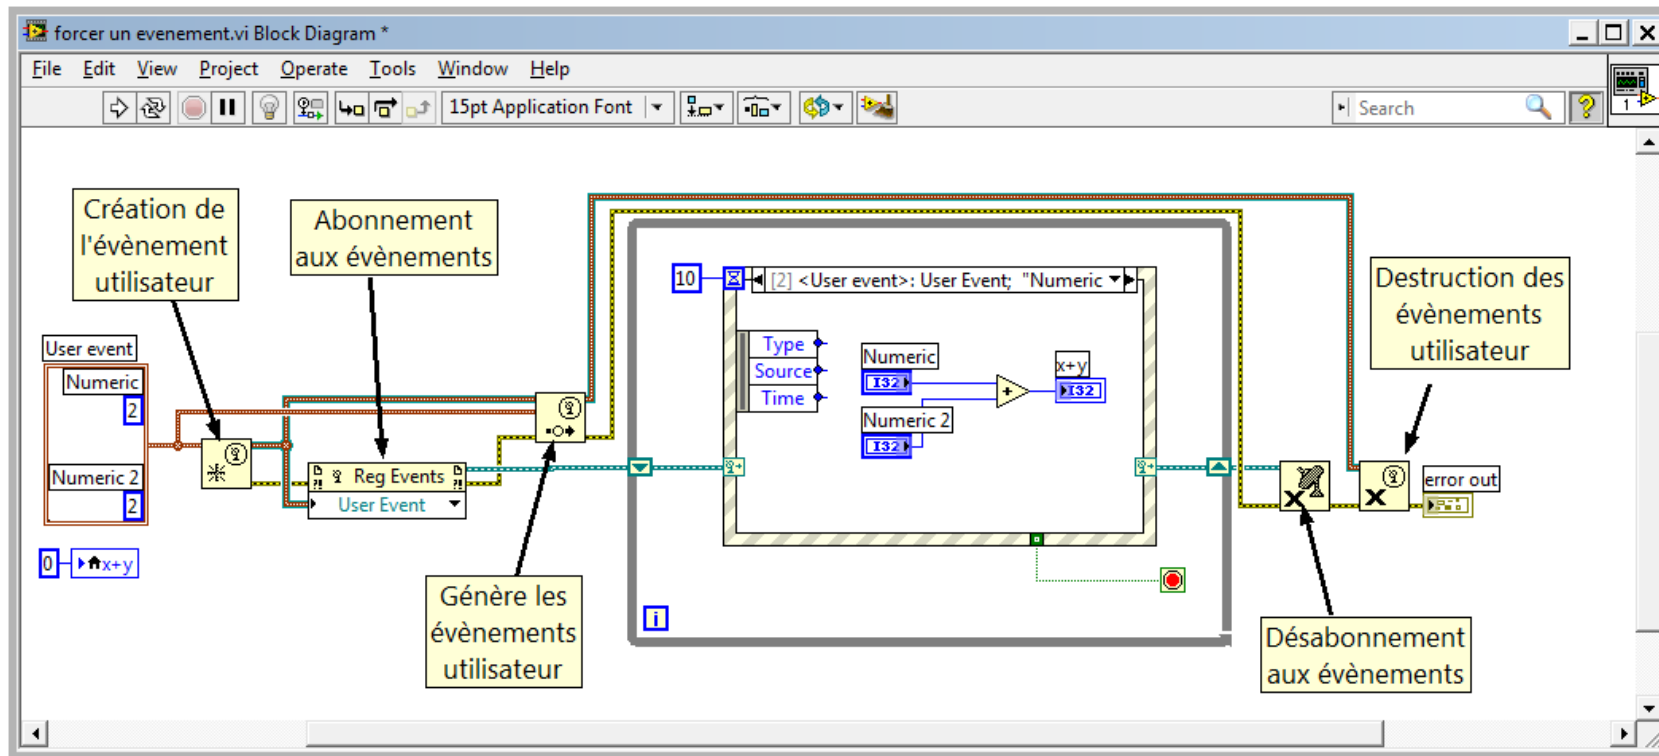 forcer un evenement.vi Block Diagram *
File Edit View Project Operate Tools Window Help
15pt Application Font
Search
1
Création de
l'évènement
utilisateur
Abonnement
aux évènements
10
[2] <User event>: User Event; "Numeric
Destruction des
évènements
utilisateur
User event
Numeric
2
Numeric 2
2
Type
Source
Time
Numeric
I32
Numeric 2
I32
+
x+y
I32
Reg Events
User Event
error out
0
x+y
Génère les
évènements
utilisateur
i
Désabonnement
aux évènements